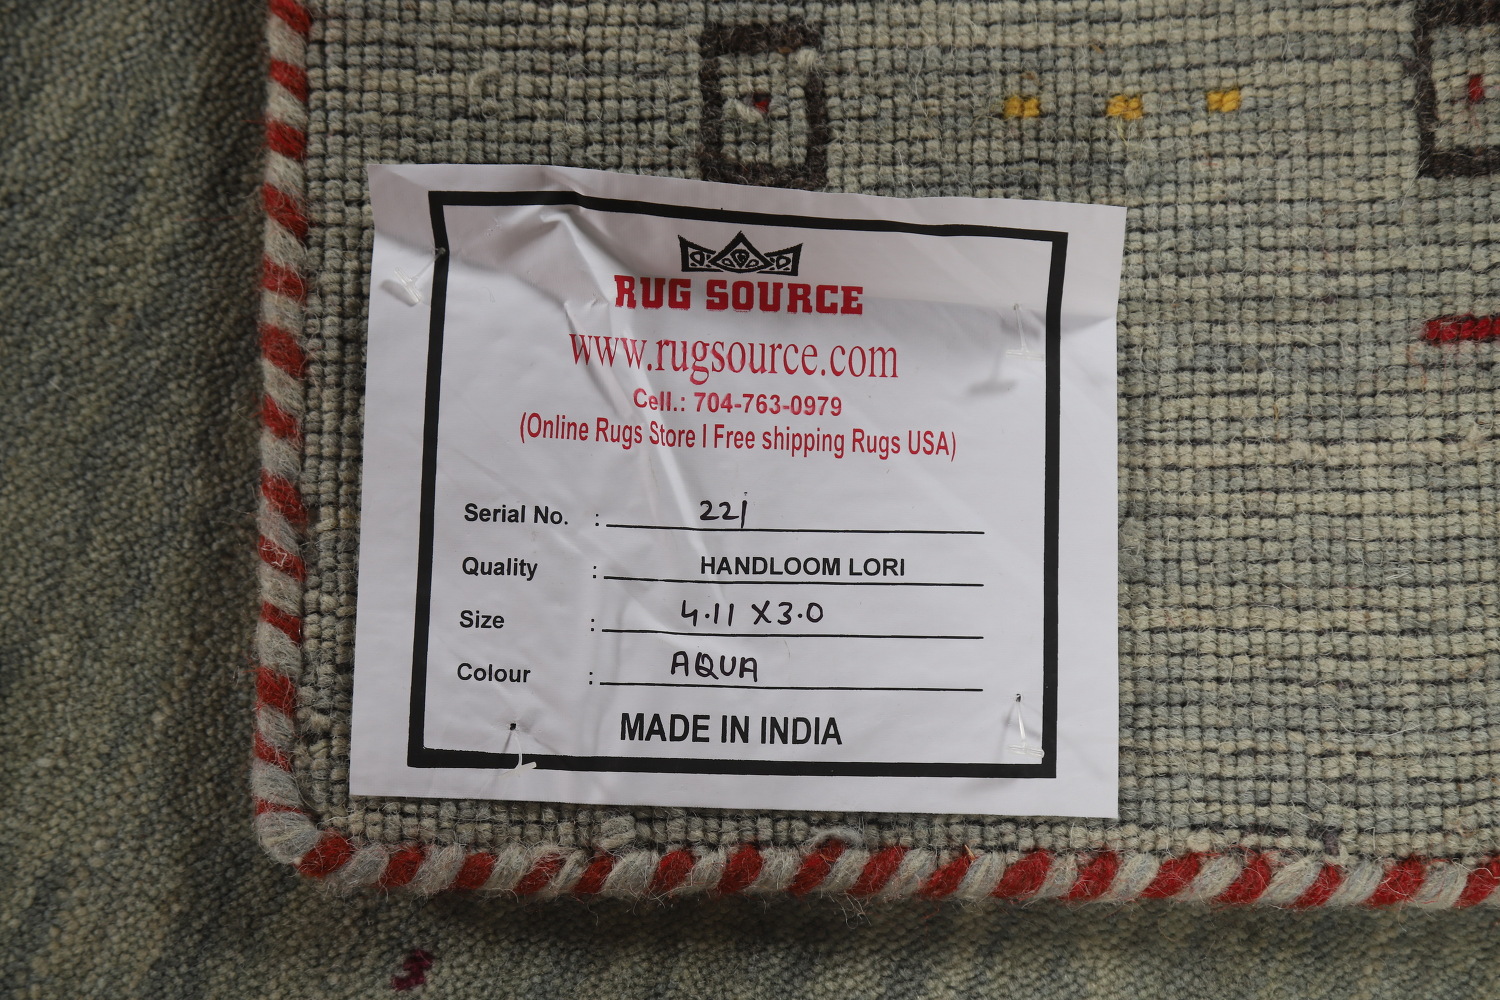 RUG SOURCE
www.rugsource.com
Cell.: 704-763-0979
(Online Rugs Store I Free shipping Rugs USA)
Serial No. : 221
Quality : HANDLOOM LORI
Size : 4.11 X3.0
Colour : AQUA
MADE IN INDIA